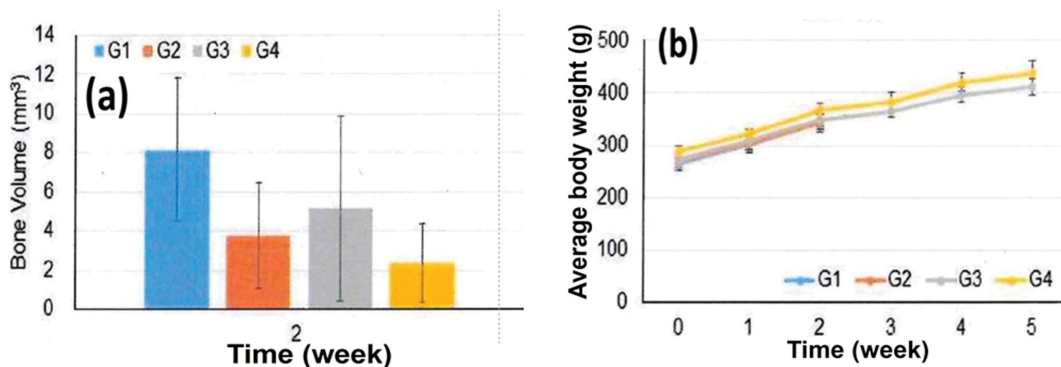 14
12
10
8
6
4
2
0
G1 G2 G3 G4
(a)
Bone Volume (mm³)
2
Time (week)
500
400
300
200
100
0
(b)
Average body weight (g)
G1 G2 G3 G4
0 1 2 3 4 5
Time (week)